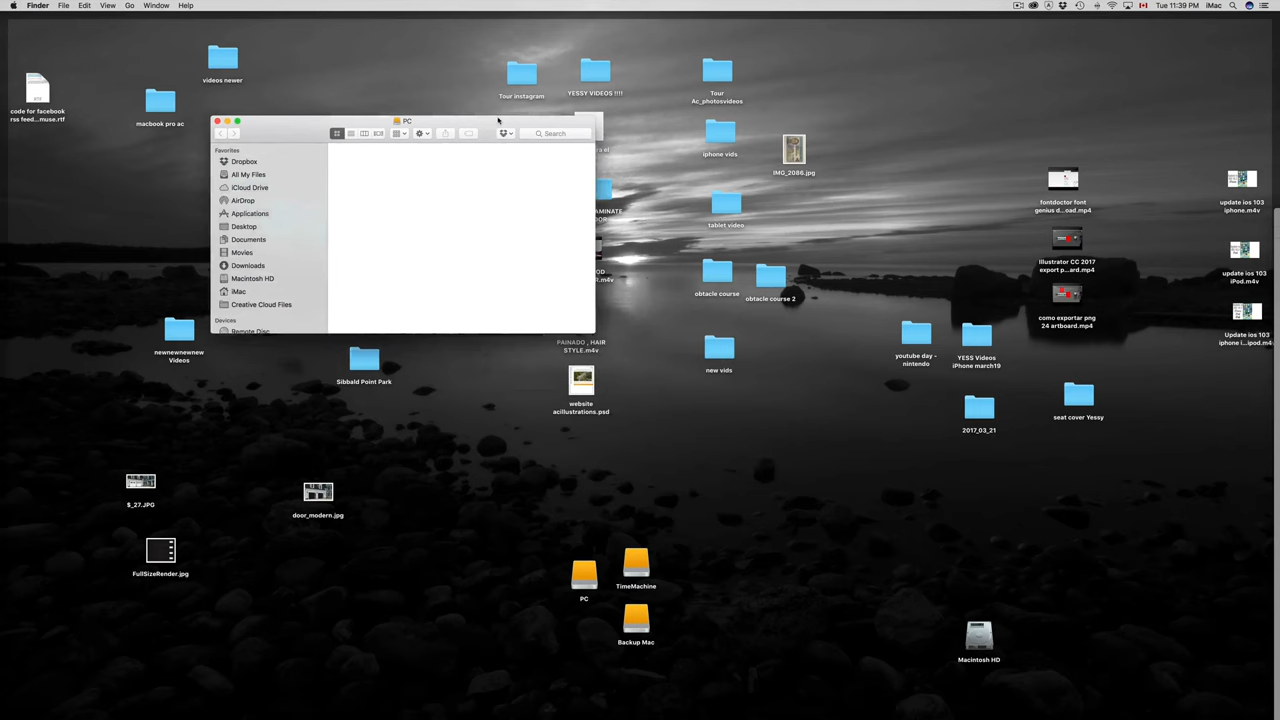 Finder File Edit View Go Window Help
Tue 11:39 PM iMac
code for facebook
rss feed...muse.rtf
videos newer
macbook pro ac
Tour instagram
YESSY VIDEOS !!!!
Tour
Ac_photosvideos
iphone vids
IMG_2086.jpg
tablet video
obtacle course
obtacle course 2
new vids
fontdoctor font
genius d...oad.m4v
Illustrator CC 2017
export p...ard.mp4
como exportar png
24 artboard.mp4
update ios 103
iphone.m4v
update ios 103
iPod.m4v
Update ios 103
iphone i...ipod.m4v
PC
Search
Favorites
Dropbox
All My Files
iCloud Drive
AirDrop
Applications
Desktop
Documents
Movies
Downloads
Macintosh HD
iMac
Creative Cloud Files
Devices
Remote Disc
newnewnewnew
Videos
Sibbald Point Park
PAINADO , HAIR
STYLE.m4v
website
acillustrations.psd
youtube day -
nintendo
YESS Videos
iPhone march19
2017_03_21
seat cover Yessy
$_27.JPG
door_modern.jpg
FullSizeRender.jpg
PC
TimeMachine
Backup Mac
Macintosh HD